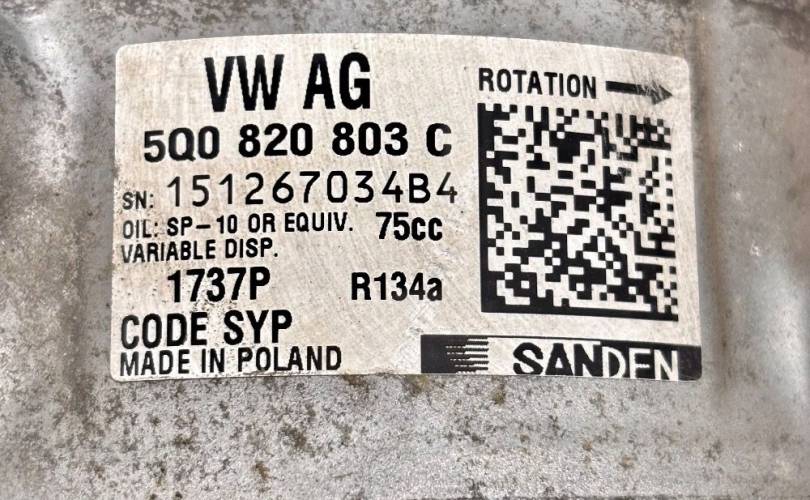 VW AG
ROTATION
5Q0 820 803 C
SN: 151267034B4
OIL: SP-10 OR EQUIV. 75cc
VARIABLE DISP.
1737P R134a
CODE SYP
MADE IN POLAND
SANDEN